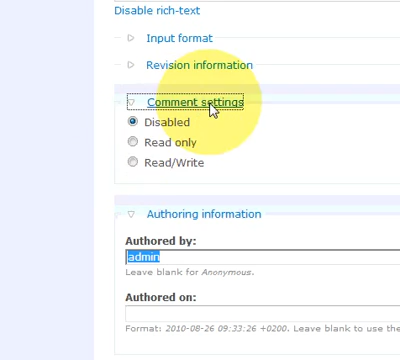 Disable rich-text
Input format
Revision information
Comment settings
Disabled
Read only
Read/Write
Authoring information
Authored by:
admin
Leave blank for Anonymous.
Authored on:
Format: 2010-08-26 09:33:26 +0200. Leave blank to use the